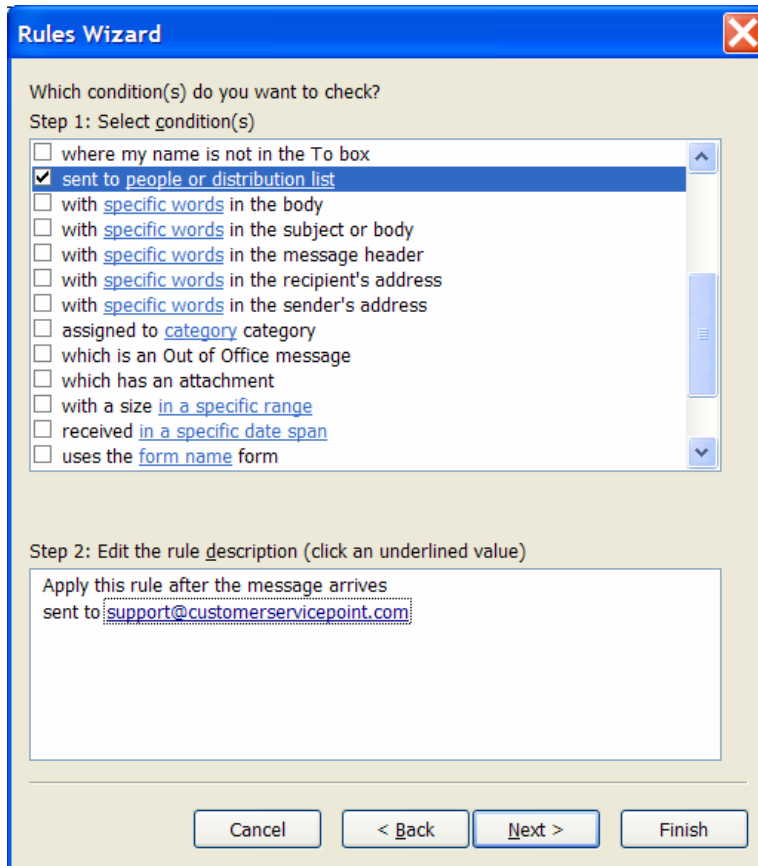 Rules Wizard
Which condition(s) do you want to check?
Step 1: Select condition(s)
where my name is not in the To box
sent to people or distribution list
with specific words in the body
with specific words in the subject or body
with specific words in the message header
with specific words in the recipient's address
with specific words in the sender's address
assigned to category category
which is an Out of Office message
which has an attachment
with a size in a specific range
received in a specific date span
uses the form name form
Step 2: Edit the rule description (click an underlined value)
Apply this rule after the message arrives
sent to support@customerservicepoint.com
Cancel < Back Next > Finish